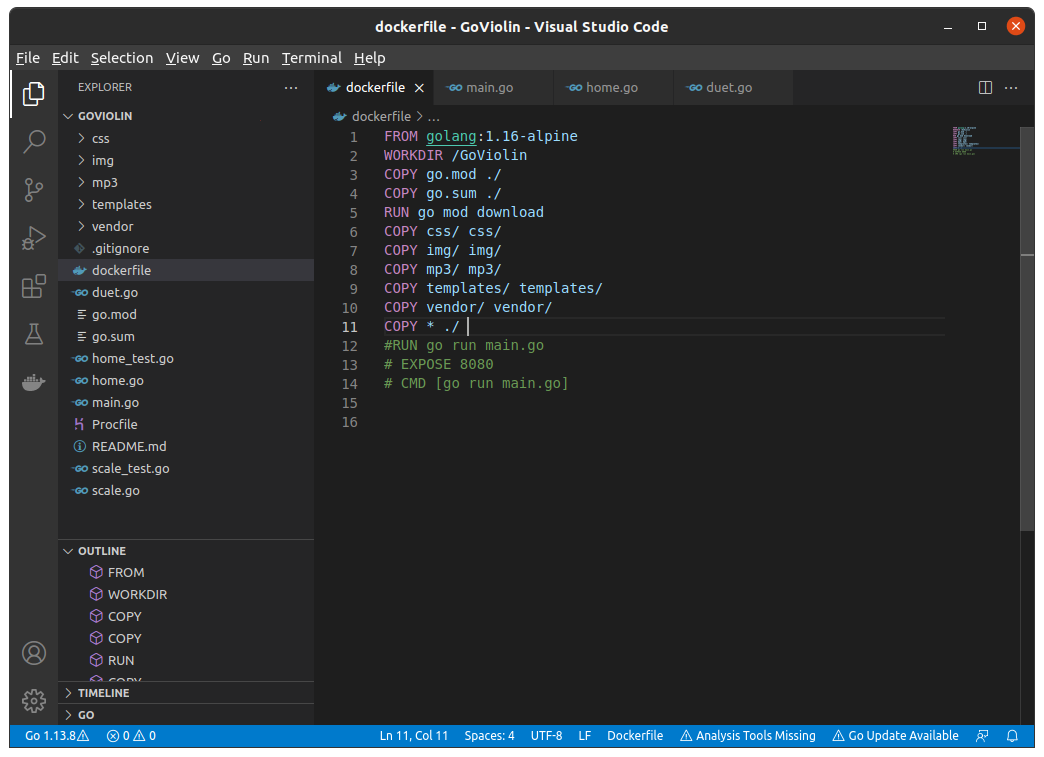 dockerfile - GoViolin - Visual Studio Code
File Edit Selection View Go Run Terminal Help
EXPLORER
GOVIOLIN
css
img
mp3
templates
vendor
.gitignore
dockerfile
duet.go
go.mod
go.sum
home_test.go
home.go
main.go
Procfile
README.md
scale_test.go
scale.go
OUTLINE
FROM
WORKDIR
COPY
COPY
RUN
COPY
TIMELINE
GO
dockerfile main.go home.go duet.go
dockerfile > ...
1 FROM golang:1.16-alpine
2 WORKDIR /GoViolin
3 COPY go.mod ./
4 COPY go.sum ./
5 RUN go mod download
6 COPY css/ css/
7 COPY img/ img/
8 COPY mp3/ mp3/
9 COPY templates/ templates/
10 COPY vendor/ vendor/
11 COPY * ./
12 #RUN go run main.go
13 # EXPOSE 8080
14 # CMD [go run main.go]
15
16
Go 1.13.8 0 0 Ln 11, Col 11 Spaces: 4 UTF-8 LF Dockerfile Analysis Tools Missing Go Update Available